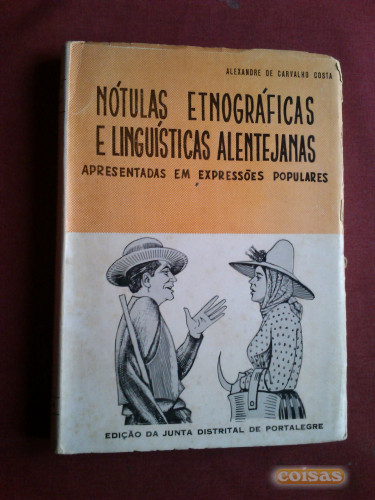 ALEXANDRE DE CARVALHO COSTA
NÓTULAS ETNOGRÁFICAS
E LINGUÍSTICAS ALENTEJANAS
APRESENTADAS EM EXPRESSÕES POPULARES
EDIÇÃO DA JUNTA DISTRITAL DE PORTALEGRE
coisas